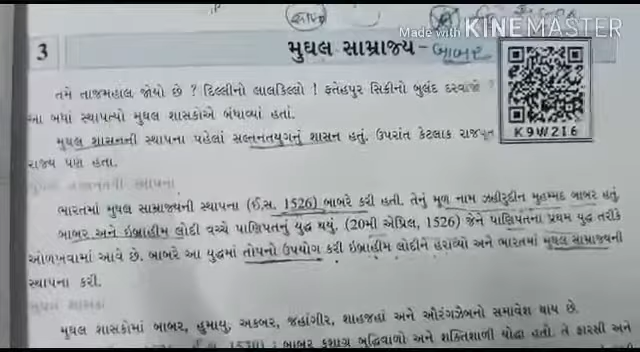 Made with KINEMASTER
3
મુઘલ સામ્રાજ્ય - બાબર
તમે તાજમહાલ જોયો છે ? દિલ્લીનો લાલકિલ્લો ! ફતેહપુર સિક્રીનો બુલંદ દરવાજો ?
આ બધાં સ્થાપત્યો મુઘલ શાસકોએ બંધાવ્યાં હતાં.
મુઘલ શાસનની સ્થાપના પહેલાં સલ્તનતયુગનું શાસન હતું. ઉપરાંત કેટલાક રાજપૂત
રાજ્ય પણ હતા.
K9W2I6
ભારતમાં મુઘલ સામ્રાજ્યની સ્થાપના (ઈ.સ. 1526) બાબરે કરી હતી. તેનું મૂળ નામ ઝહીરુદ્દીન મુહમ્મદ બાબર હતું.
બાબર અને ઇબ્રાહીમ લોદી વચ્ચે પાણિપતનું યુદ્ધ થયું. (20મી એપ્રિલ, 1526) જેને પાણિપતના પ્રથમ યુદ્ધ તરીકે
ઓળખવામાં આવે છે. બાબરે આ યુદ્ધમાં તોપનો ઉપયોગ કરી ઇબ્રાહીમ લોદીને હરાવ્યો અને ભારતમાં મુઘલ સામ્રાજ્યની
સ્થાપના કરી.
મુઘલ શાસકોમાં બાબર, હુમાયુ, અકબર, જહાંગીર, શાહજહાં અને ઔરંગઝેબનો સમાવેશ થાય છે.
: બાબર કુશાગ્ર બુદ્ધિવાળો અને શક્તિશાળી યોદ્ધા હતો. તે ફારસી અને